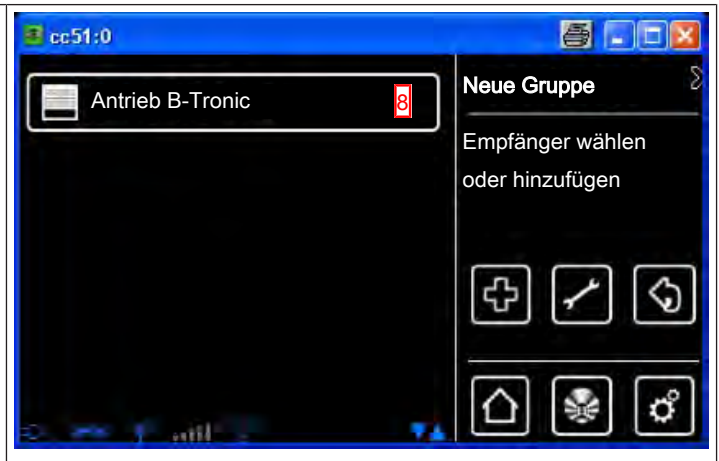 cc51:0
Antrieb B-Tronic 8
Neue Gruppe
Empfänger wählen
oder hinzufügen